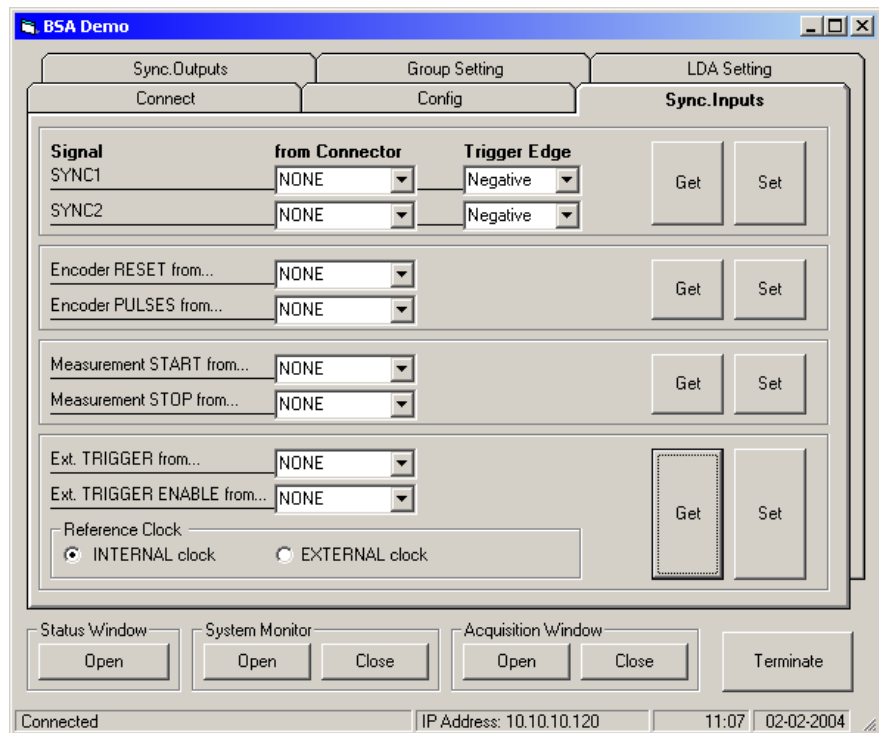 BSA Demo
Sync.Outputs Group Setting LDA Setting
Connect Config Sync.Inputs
Signal from Connector Trigger Edge
SYNC1 NONE Negative Get Set
SYNC2 NONE Negative
Encoder RESET from... NONE Get Set
Encoder PULSES from... NONE
Measurement START from... NONE Get Set
Measurement STOP from... NONE
Ext. TRIGGER from... NONE
Ext. TRIGGER ENABLE from... NONE Get Set
Reference Clock
INTERNAL clock EXTERNAL clock
Status Window System Monitor Acquisition Window
Open Open Close Open Close Terminate
Connected IP Address: 10.10.10.120 11:07 02-02-2004